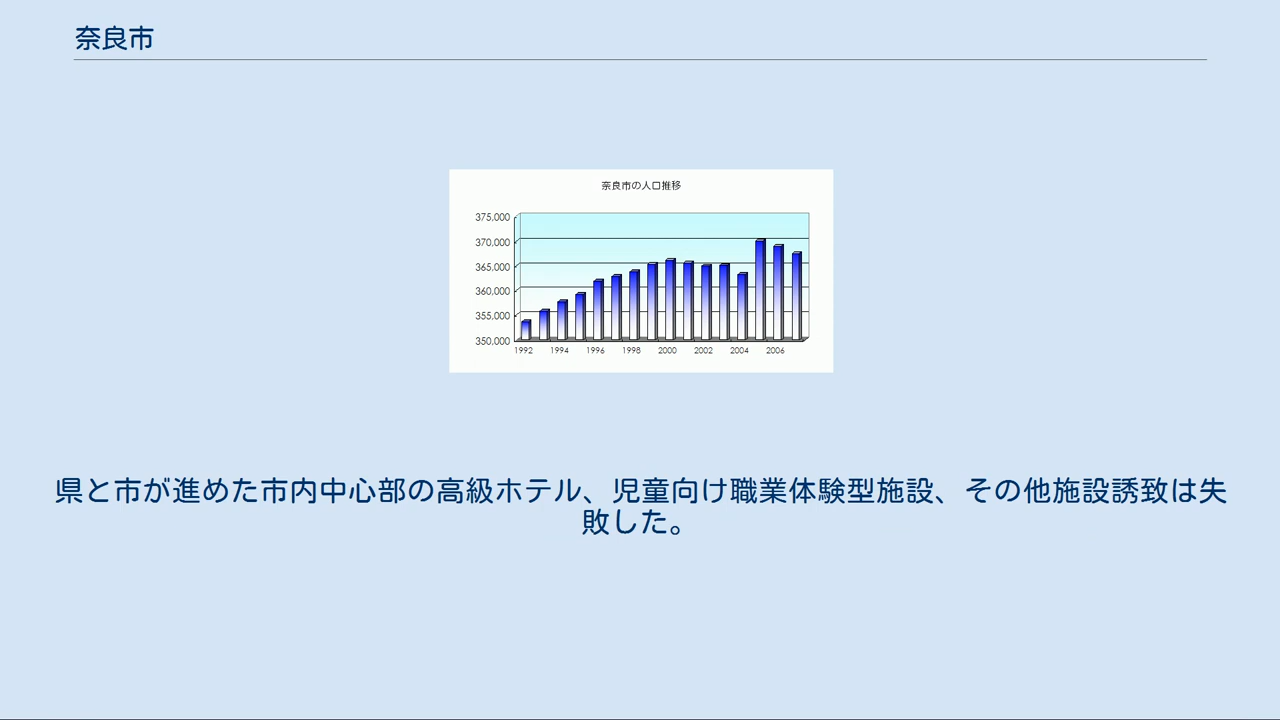 奈良市
奈良市の人口推移
375,000
370,000
365,000
360,000
355,000
350,000
1992 1994 1996 1998 2000 2002 2004 2006
県と市が進めた市内中心部の高級ホテル、児童向け職業体験型施設、その他施設誘致は失
敗した。